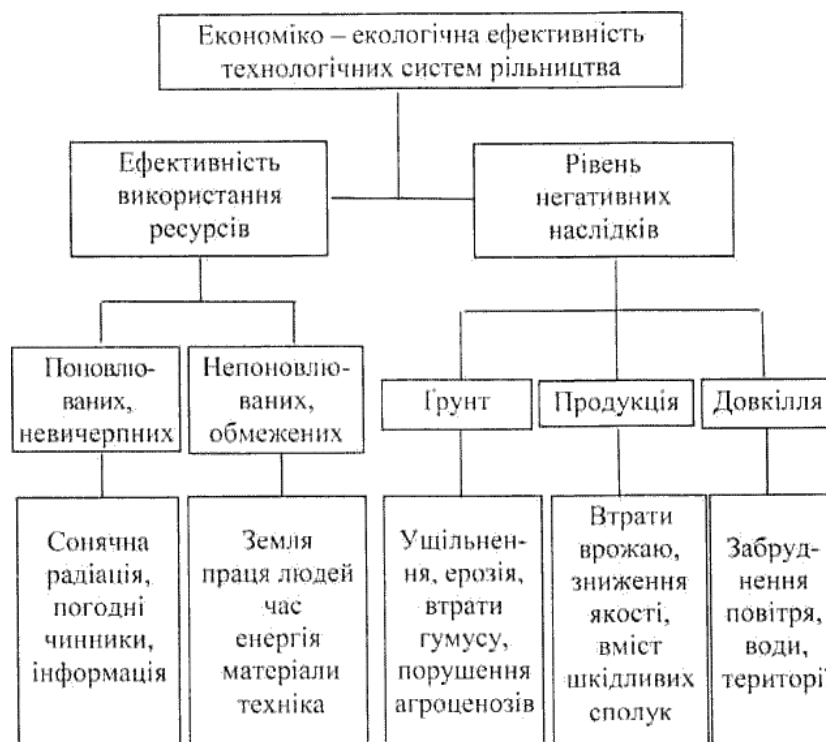 Економіко – екологічна ефективність
технологічних систем рільництва
Ефективність
використання
ресурсів
Рівень
негативних
наслідків
Поновлю-
ваних,
невичерпних
Непоновлю-
ваних,
обмежених
Ґрунт
Продукція
Довкілля
Сонячна
радіація,
погодні
чинники,
інформація
Земля
праця людей
час
енергія
матеріали
техніка
Ущільнен-
ня, ерозія,
втрати
гумусу,
порушення
агроценозів
Втрати
врожаю,
зниження
якості,
вміст
шкідливих
сполук
Забруд-
нення
повітря,
води,
території